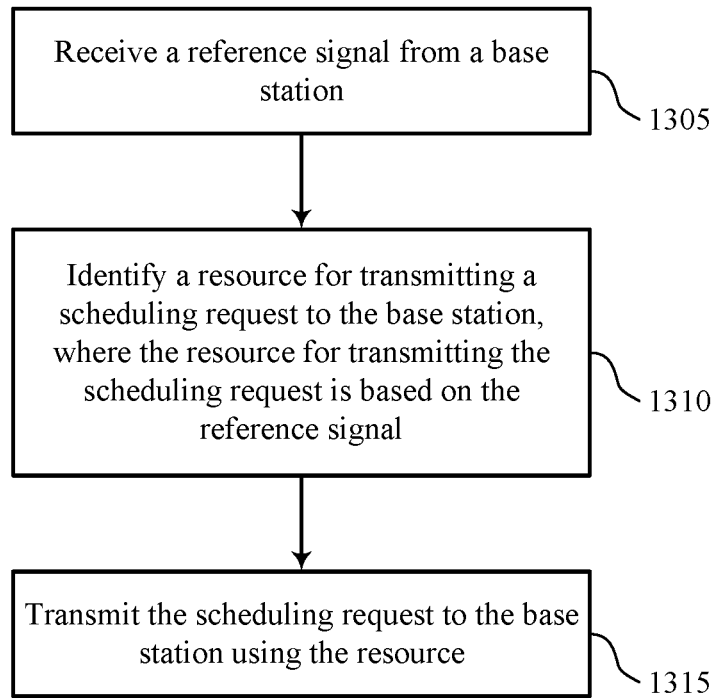 Receive a reference signal from a base
station
1305
Identify a resource for transmitting a
scheduling request to the base station,
where the resource for transmitting the
scheduling request is based on the
reference signal
1310
Transmit the scheduling request to the base
station using the resource
1315